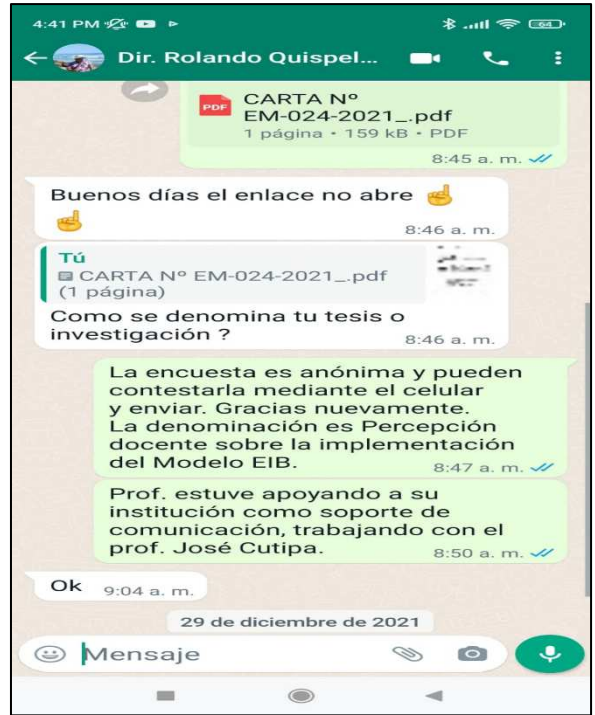 4:41 PM
64
Dir. Rolando Quispel...
PDF
CARTA Nº
EM-024-2021_.pdf
1 página • 159 kB • PDF
8:45 a. m.
Buenos días el enlace no abre ☝
☝
8:46 a. m.
Tú
CARTA Nº EM-024-2021_.pdf
(1 página)
Como se denomina tu tesis o
investigación ?
8:46 a. m.
La encuesta es anónima y pueden
contestarla mediante el celular
y enviar. Gracias nuevamente.
La denominación es Percepción
docente sobre la implementación
del Modelo EIB.
8:47 a. m.
Prof. estuve apoyando a su
institución como soporte de
comunicación, trabajando con el
prof. José Cutipa.
8:50 a. m.
Ok
9:04 a. m.
29 de diciembre de 2021
Mensaje